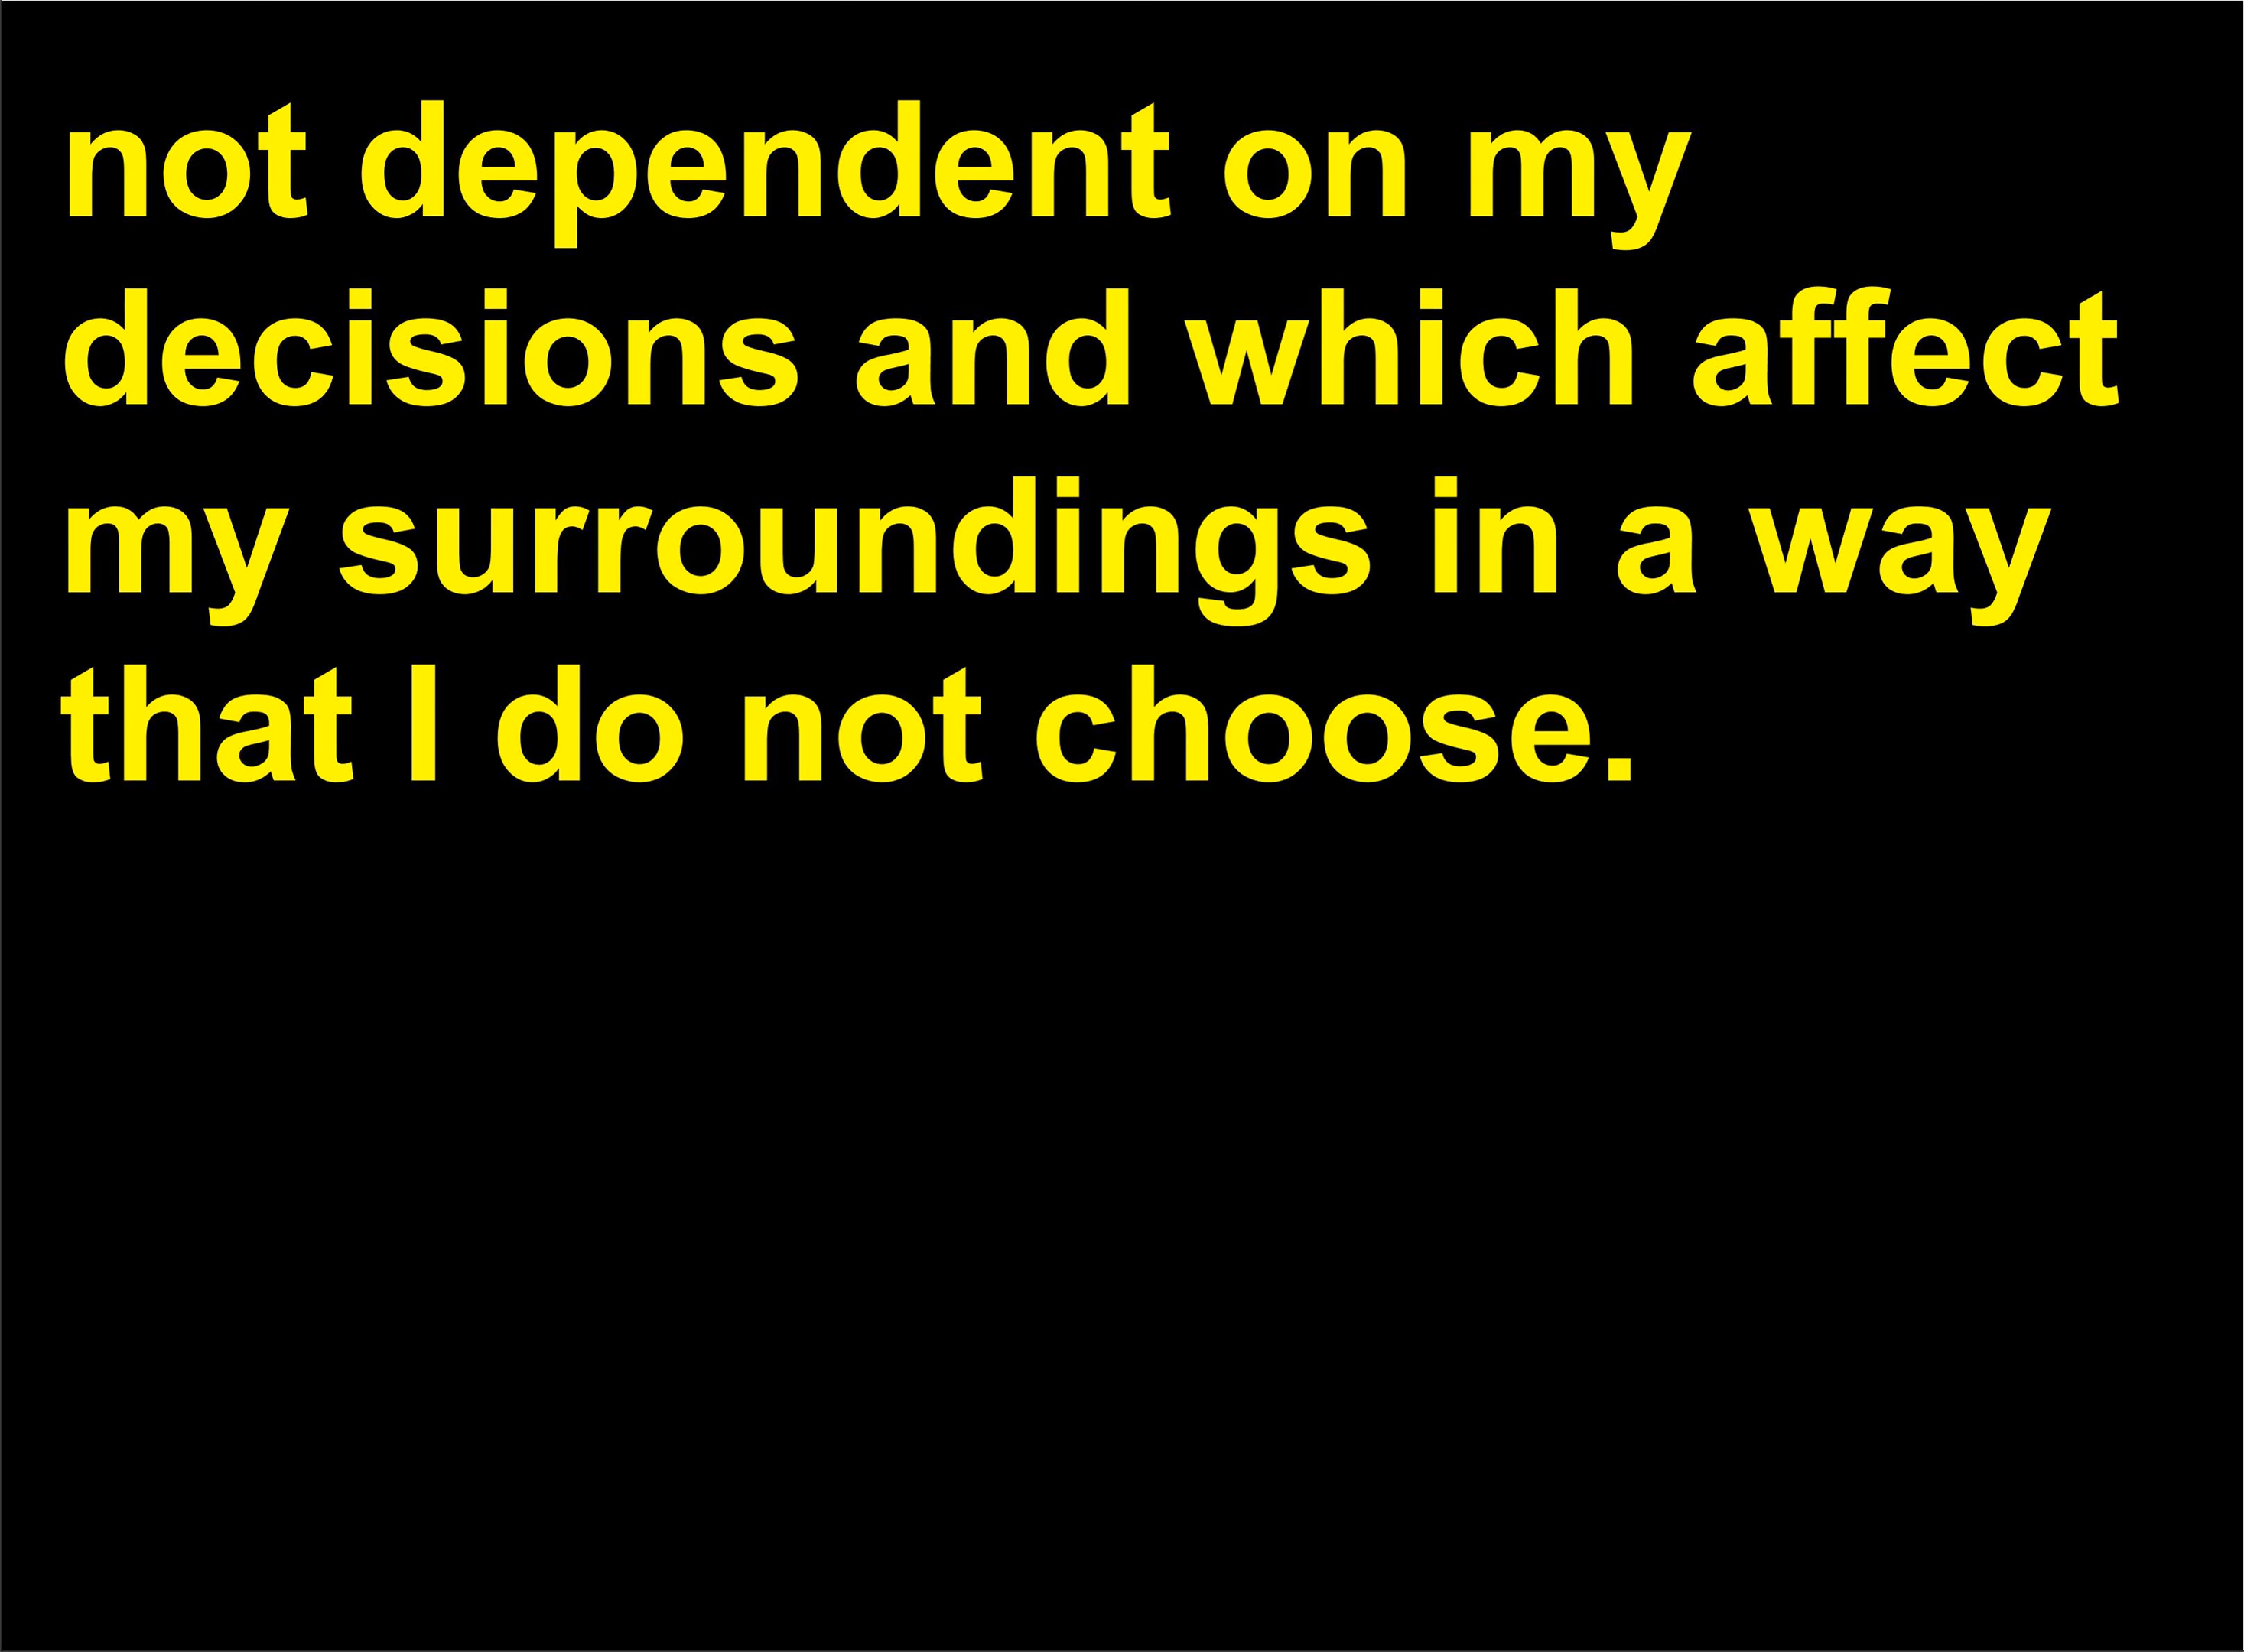 not dependent on my
decisions and which affect
my surroundings in a way
that I do not choose.